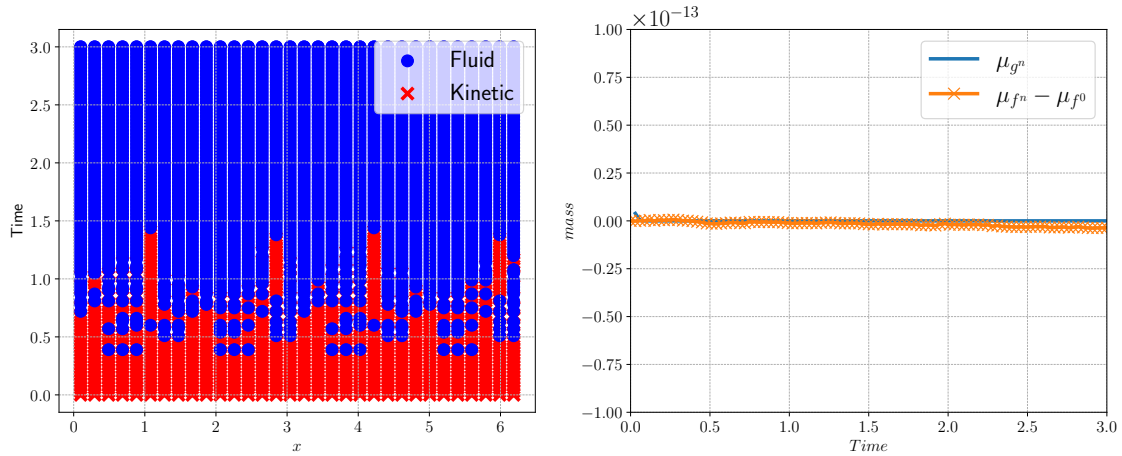 Fluid
Kinetic
3.0
2.5
2.0
1.5
1.0
0.5
0.0
Time
0 1 2 3 4 5 6
x
×10⁻¹³
1.00
0.75
0.50
0.25
0.00
−0.25
−0.50
−0.75
−1.00
mass
μ_{gⁿ}
μ_{fⁿ} − μ_{f⁰}
0.0 0.5 1.0 1.5 2.0 2.5 3.0
Time